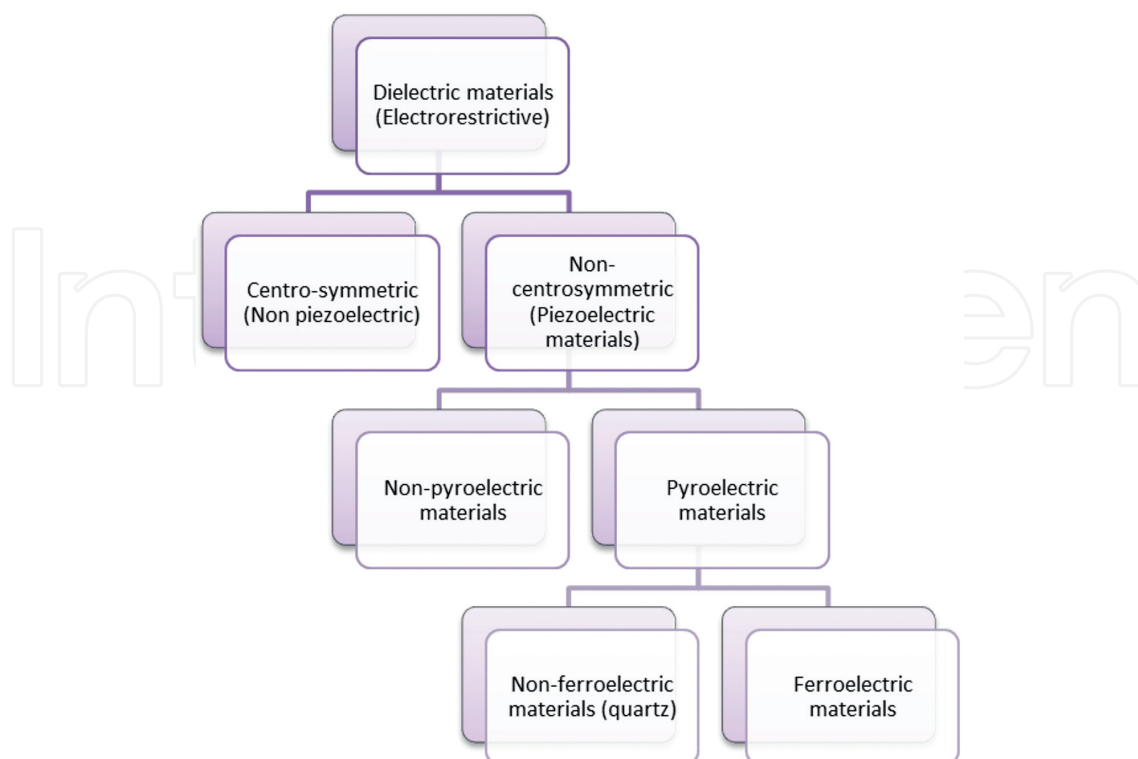 Dielectric materials
(Electrorestrictive)
Centro-symmetric
(Non piezoelectric)
Non-
centrosymmetric
(Piezoelectric
materials)
Non-pyroelectric
materials
Pyroelectric
materials
Non-ferroelectric
materials (quartz)
Ferroelectric
materials